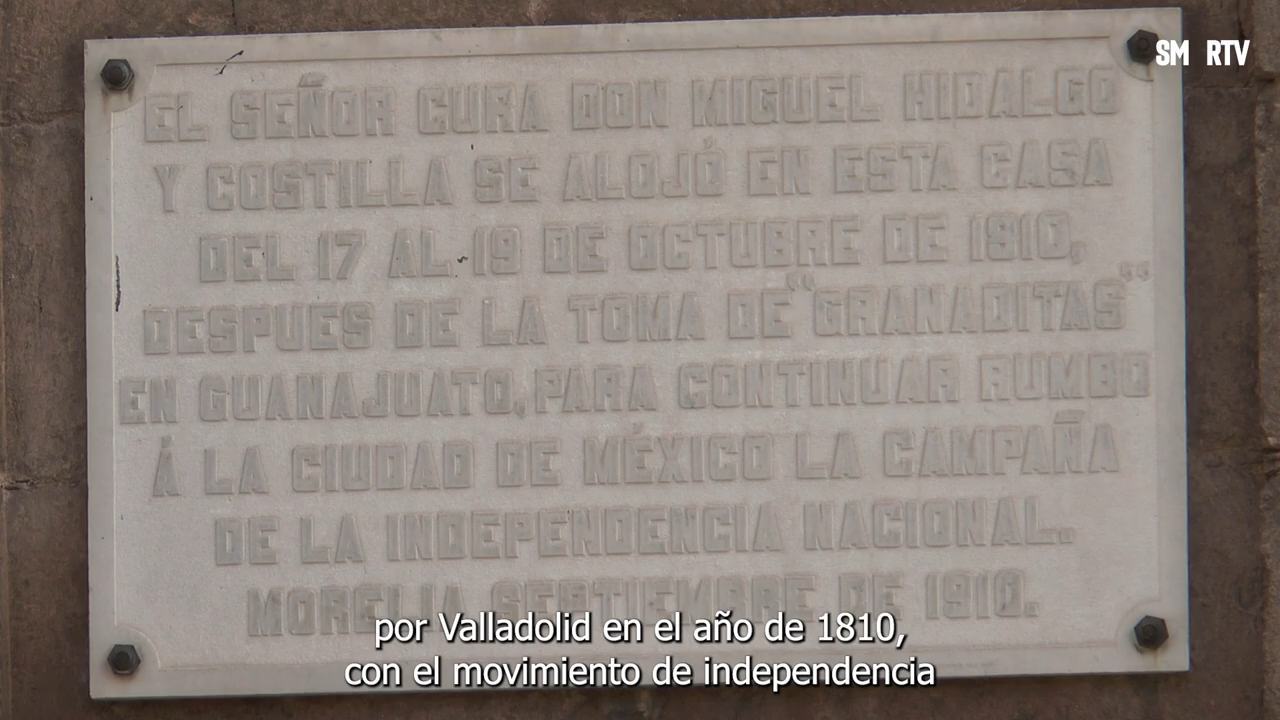 SM RTV
EL SEÑOR CURA DON MIGUEL HIDALGO
Y COSTILLA SE ALOJÓ EN ESTA CASA
DEL 17 AL 19 DE OCTUBRE DE 1910,
DESPUES DE LA TOMA DE "GRANADITAS"
EN GUANAJUATO, PARA CONTINUAR RUMBO
Á LA CIUDAD DE MÉXICO LA CAMPAÑA
DE LA INDEPENDENCIA NACIONAL.
MORELIA SEPTIEMBRE DE 1910.
por Valladolid en el año de 1810,
con el movimiento de independencia